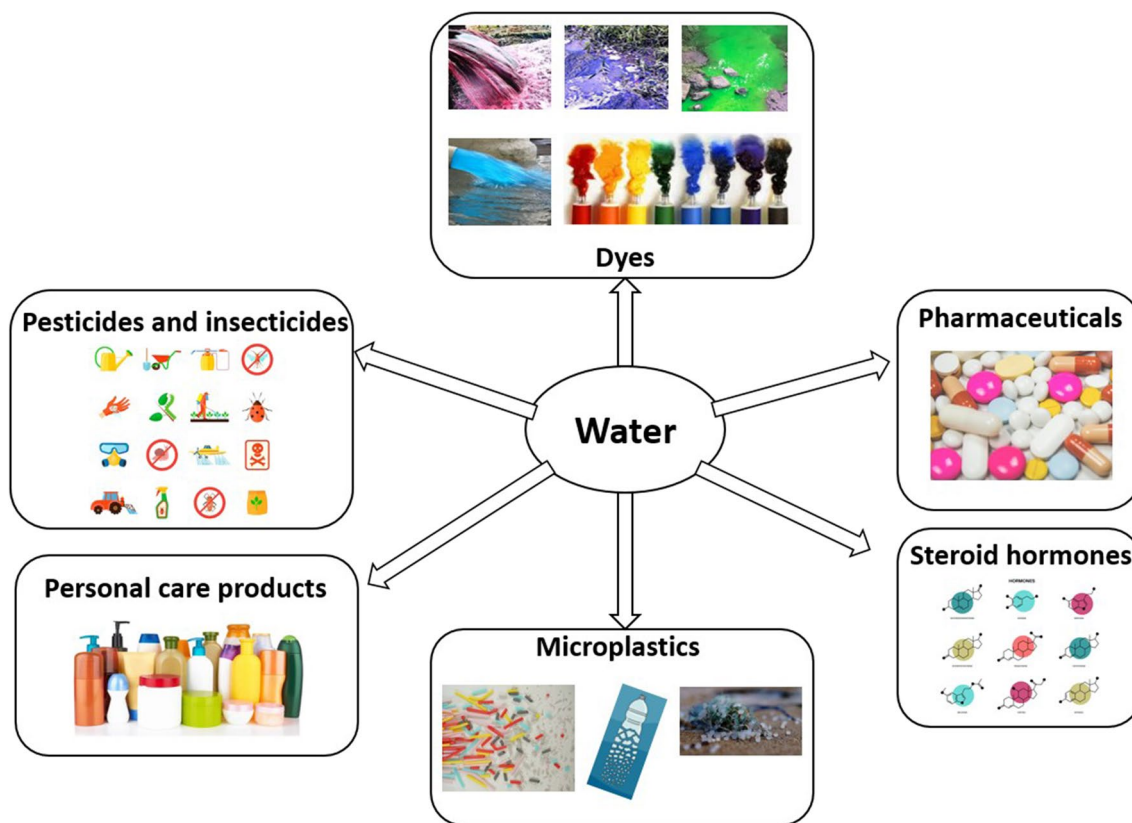 Dyes
Pesticides and insecticides
Pharmaceuticals
Water
Steroid hormones
HORMONES
Personal care products
Microplastics